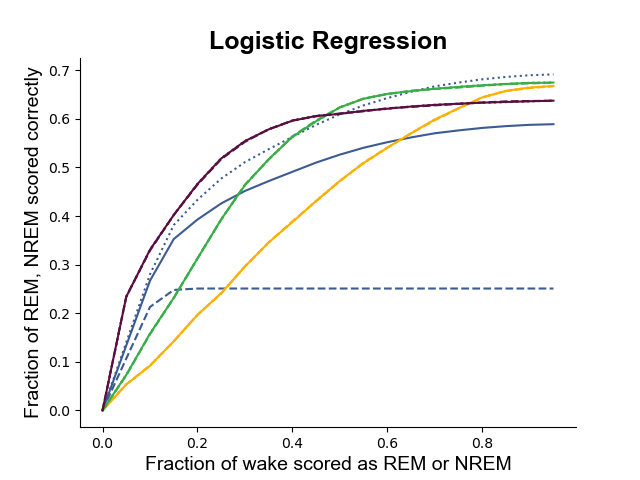 Logistic Regression
Fraction of REM, NREM scored correctly
0.7
0.6
0.5
0.4
0.3
0.2
0.1
0.0
0.0 0.2 0.4 0.6 0.8
Fraction of wake scored as REM or NREM